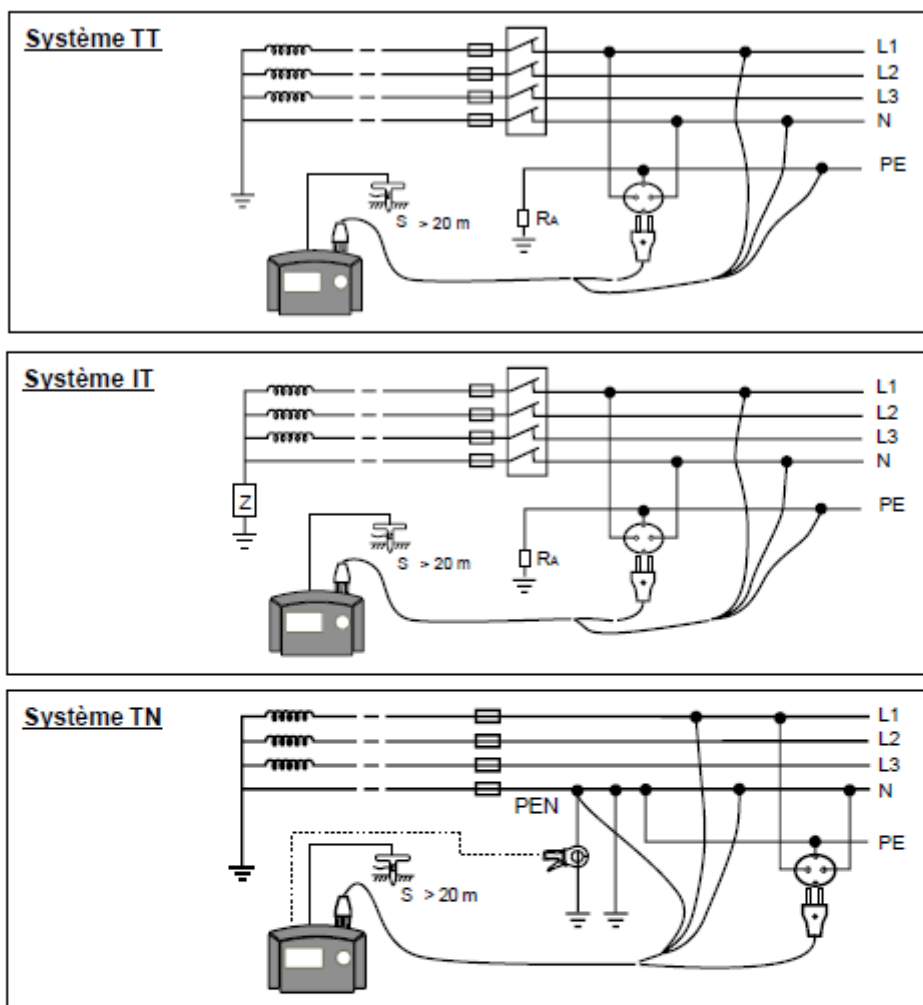 Système TT
L1
L2
L3
N
PE
S > 20 m
RA
Système IT
L1
L2
L3
N
Z
PE
S > 20 m
RA
Système TN
L1
L2
L3
N
PEN
PE
S > 20 m